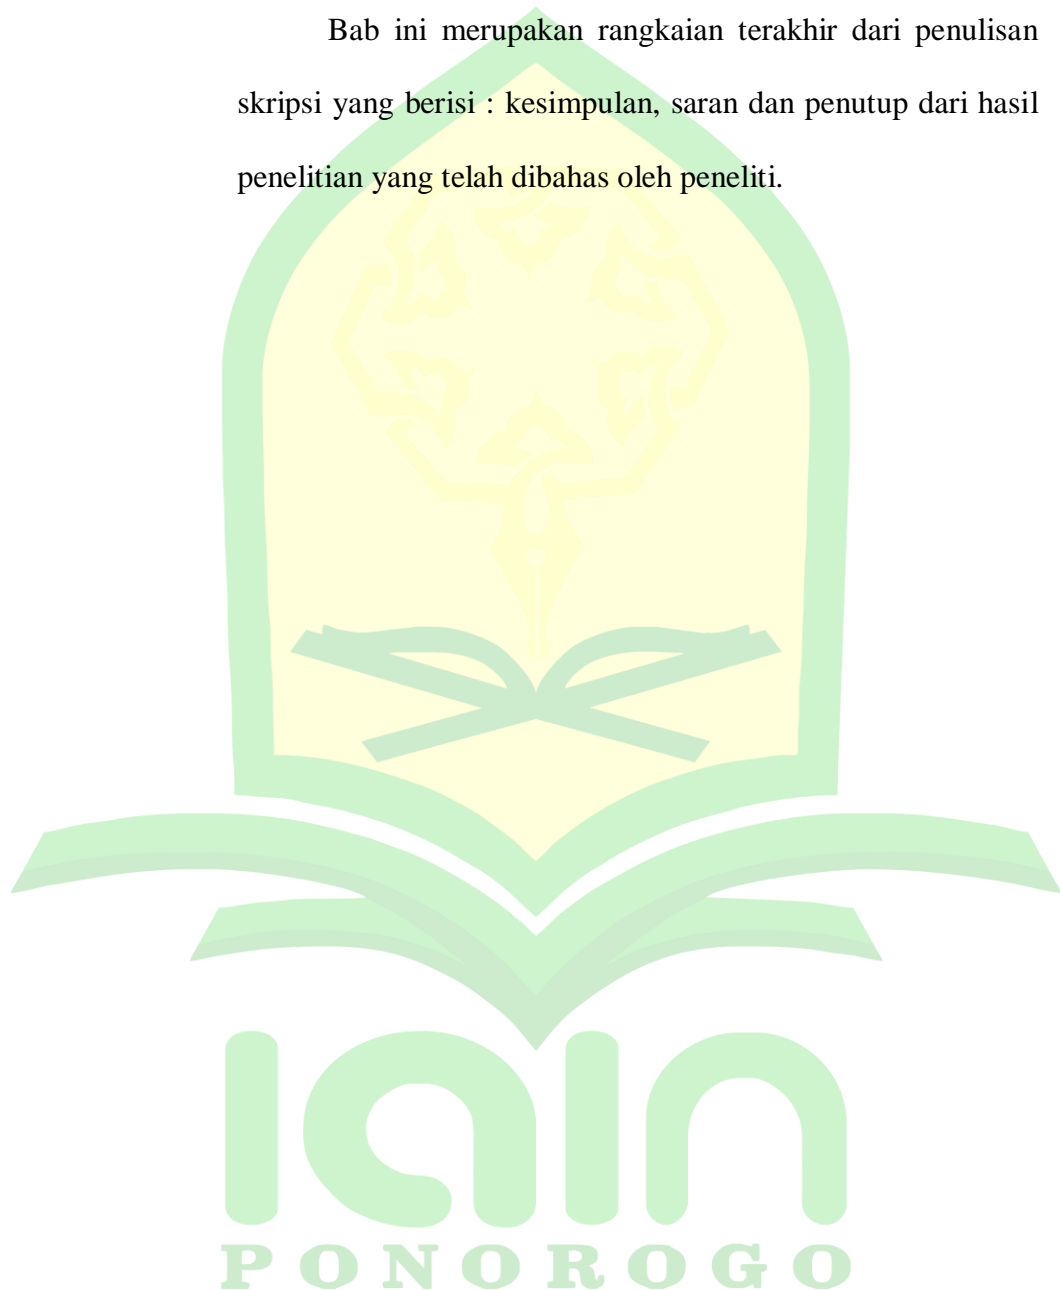 Bab ini merupakan rangkaian terakhir dari penulisan
skripsi yang berisi : kesimpulan, saran dan penutup dari hasil
penelitian yang telah dibahas oleh peneliti.
iain
PONOROGO